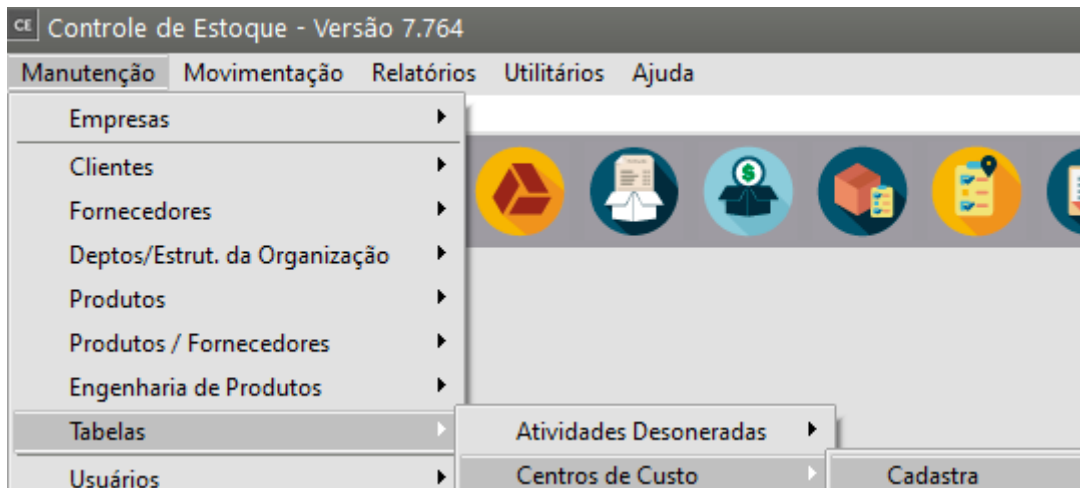 CE Controle de Estoque - Versão 7.764
Manutenção Movimentação Relatórios Utilitários Ajuda
Empresas
Clientes
Fornecedores
Deptos/Estrut. da Organização
Produtos
Produtos / Fornecedores
Engenharia de Produtos
Tabelas
Atividades Desoneradas
Usuários
Centros de Custo
Cadastra